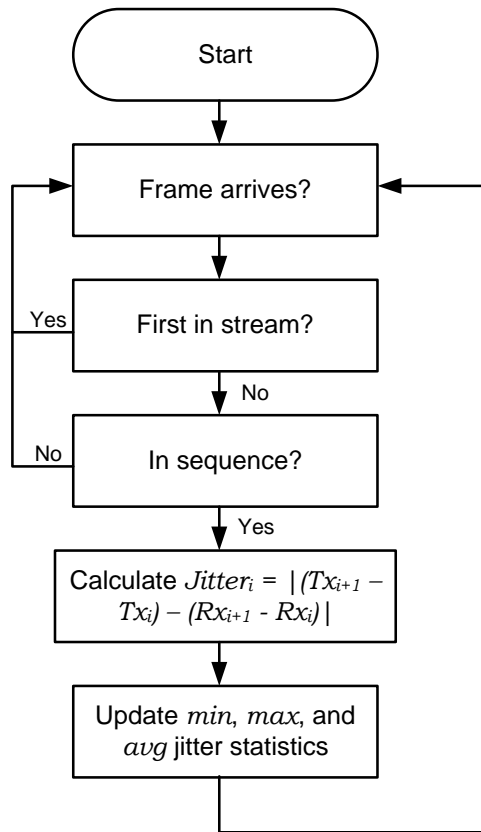 Start
Frame arrives?
Yes
First in stream?
No
No
In sequence?
Yes
Calculate Jitterᵢ = |(Txᵢ₊₁ –
Txᵢ) – (Rxᵢ₊₁ - Rxᵢ)|
Update min, max, and
avg jitter statistics